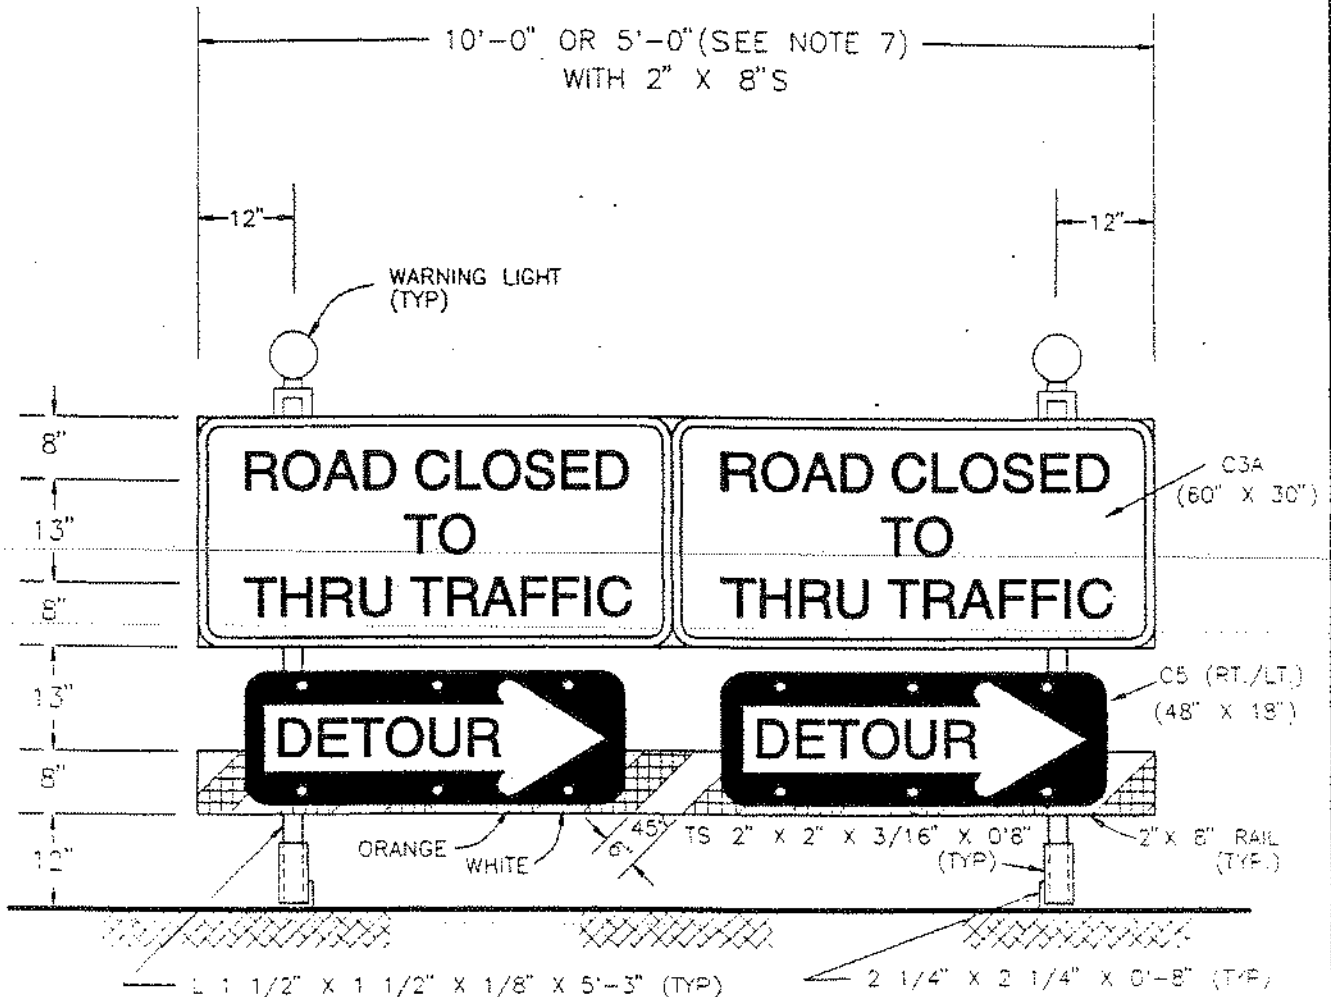 10'-0" OR 5'-0"(SEE NOTE 7)
WITH 2" X 8"S
12"
12"
WARNING LIGHT
(TYP)
8"
13"
8"
13"
8"
12"
ROAD CLOSED
TO
THRU TRAFFIC
ROAD CLOSED
TO
THRU TRAFFIC
C3A
(60" X 30")
DETOUR
DETOUR
C5 (RT./LT.)
(48" X 18")
ORANGE
WHITE
45°
6"
TS 2" X 2" X 3/16" X 0'8"
(TYP)
2" X 8" RAIL
(TYP.)
L 1 1/2" X 1 1/2" X 1/8" X 5'-3" (TYP)
2 1/4" X 2 1/4" X 0'-8" (TYP)